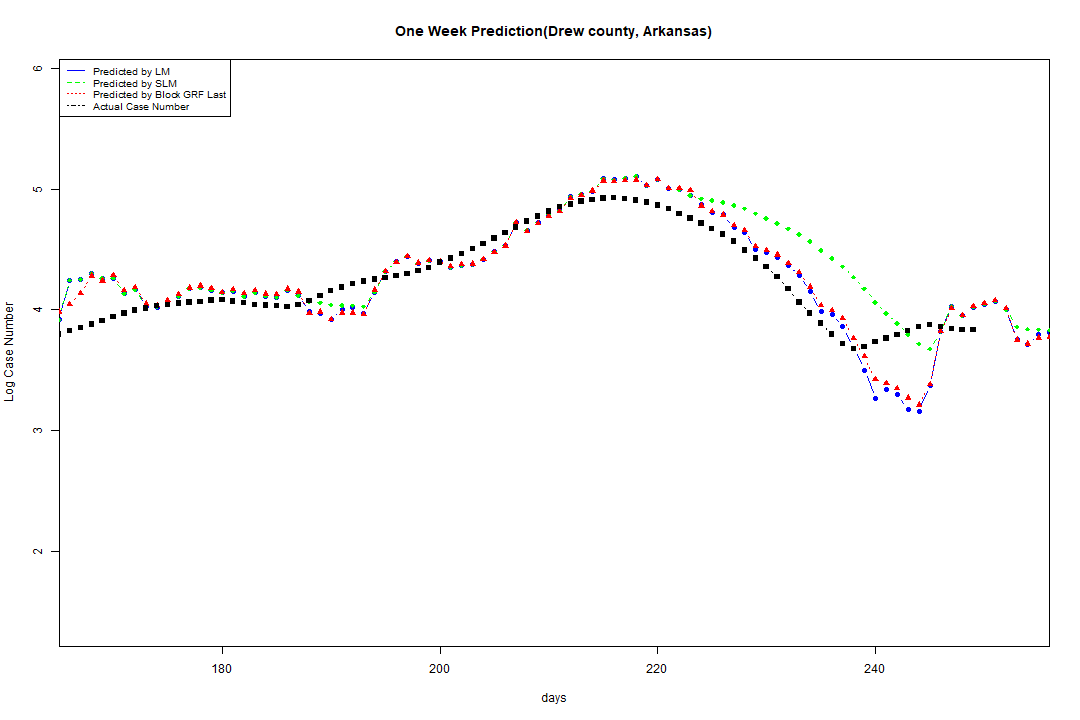 One Week Prediction(Drew county, Arkansas)
Predicted by LM
Predicted by SLM
Predicted by Block GRF Last
Actual Case Number
6
5
4
3
2
Log Case Number
180
200
220
240
days